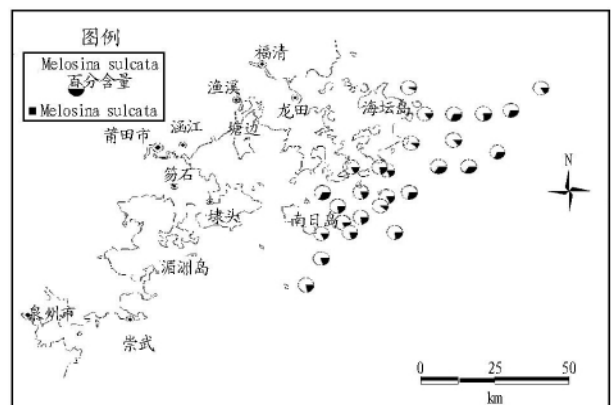 图例
Melosina sulcata
百分含量
Melosina sulcata
福清
渔溪
龙田
海坛岛
涵江
塘边
莆田市
笏石
埭头
南日岛
湄洲岛
泉州市
崇武
N
0 25 50
km